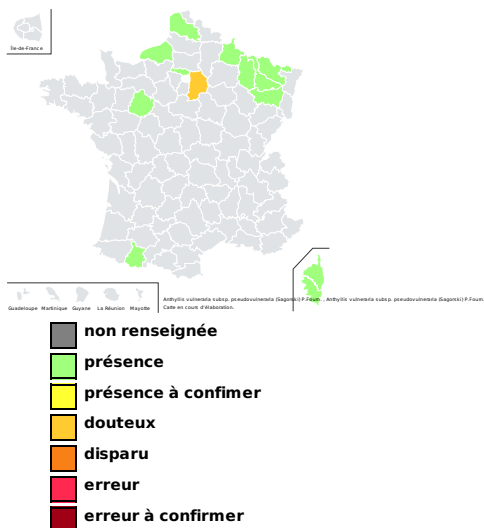 Île-de-France
Guadeloupe Martinique Guyane La Réunion Mayotte
Anthyllis vulneraria subsp. pseudovulneraria (Sagorski) P.Fourn. , Anthyllis vulneraria subsp. pseudovulneraria (Sagorski) P.Fourn.
Carte en cours d'élaboration.
non renseignée
présence
présence à confimer
douteux
disparu
erreur
erreur à confirmer